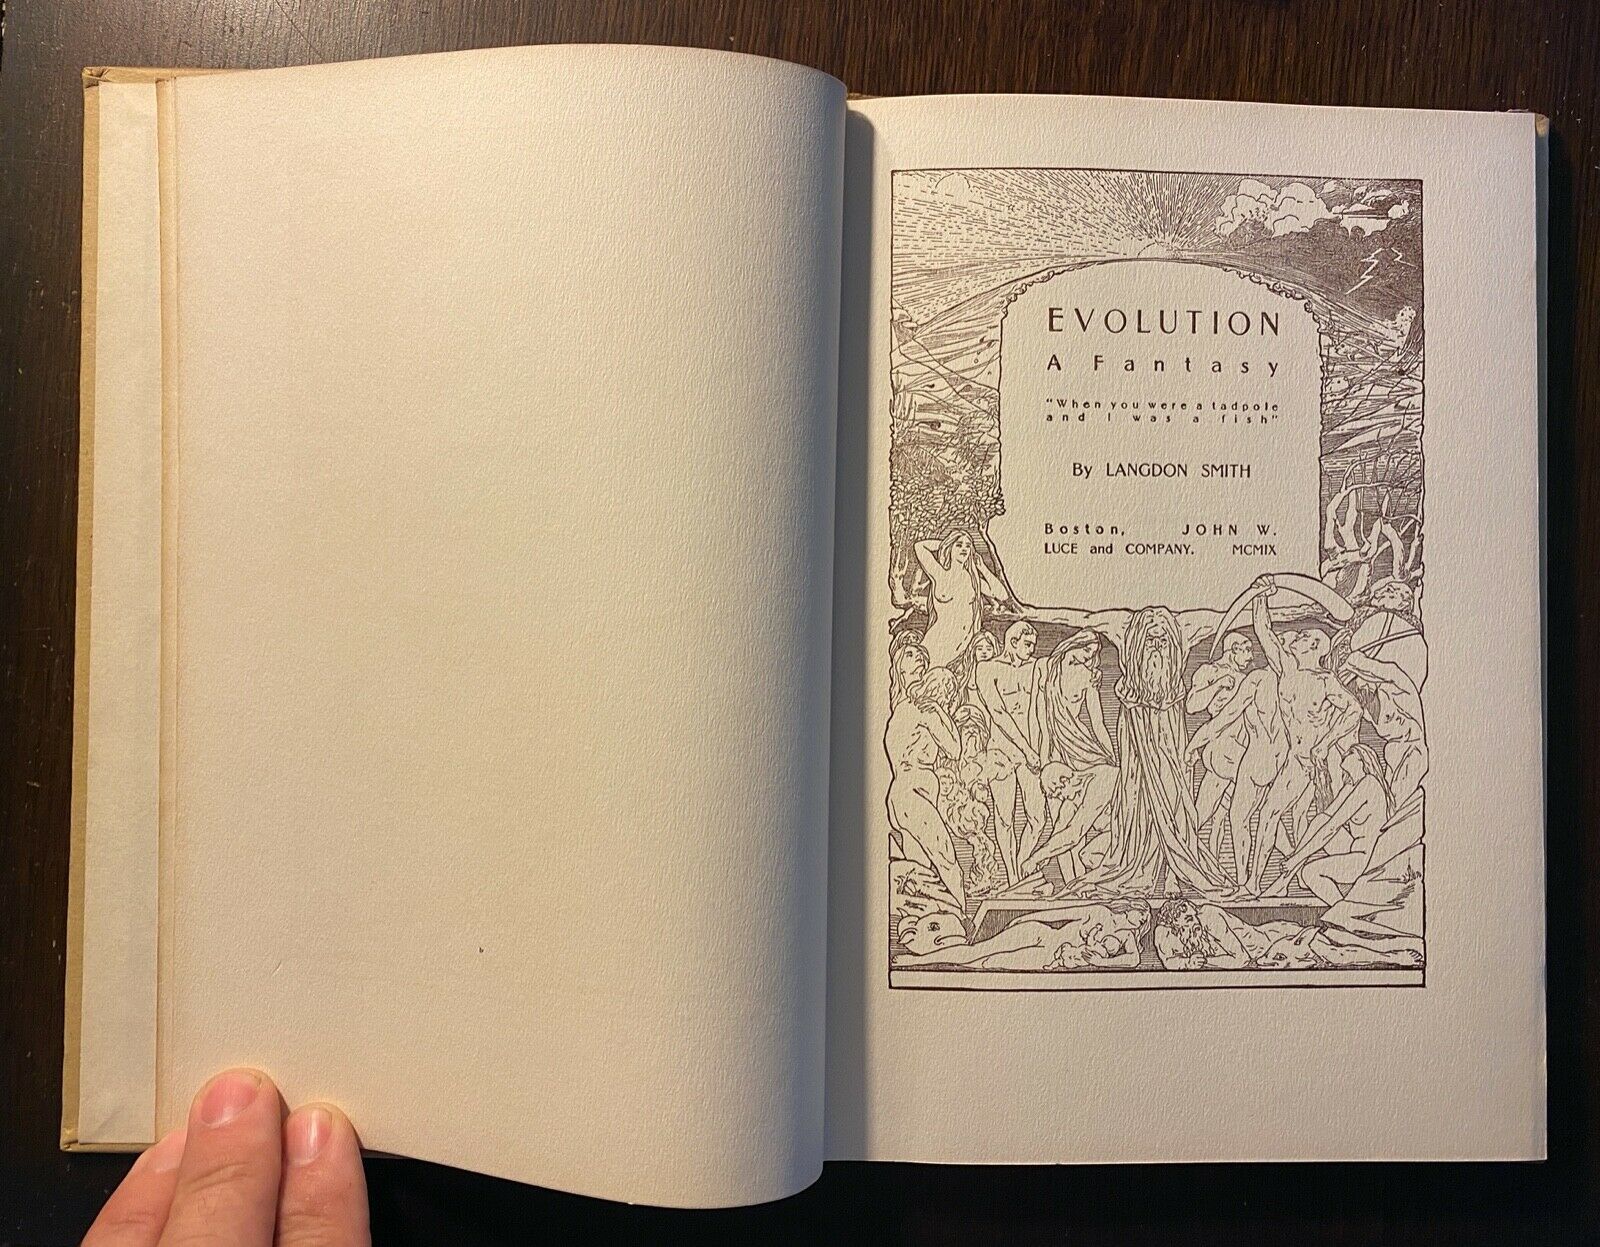 EVOLUTION
A Fantasy
"When you were a tadpole
and I was a fish"
By LANGDON SMITH
Boston, JOHN W.
LUCE and COMPANY. MCMIX